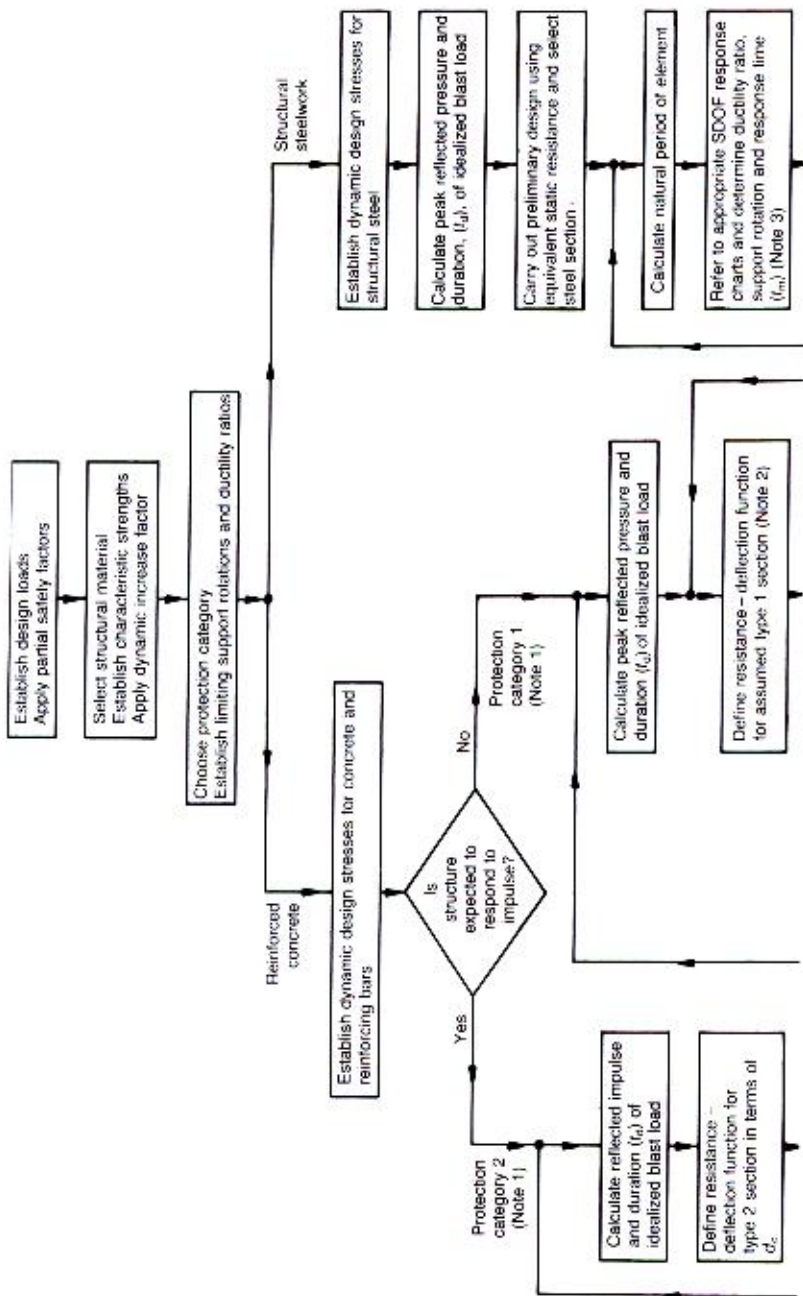 Establish design loads
Apply partial safety factors
Select structural material
Establish characteristic strengths
Apply dynamic increase factor
Choose protection category
Establish limiting support rotations and ductility ratios
Reinforced
concrete
Structural
steelwork
Establish dynamic design stresses for concrete and
reinforcing bars
Is
structure
expected to
respond to
impulse?
Yes
No
Protection
category 2
(Note 1)
Calculate reflected impulse
and duration (td) of
idealized blast load
Define resistance –
deflection function for
type 2 section in terms of
dc
Protection
category 1
(Note 1)
Calculate peak reflected pressure and
duration (td) of idealized blast load
Define resistance – deflection function
for assumed type 1 section (Note 2)
Establish dynamic design stresses for
structural steel
Calculate peak reflected pressure and
duration, (td), of idealized blast load
Carry out preliminary design using
equivalent static resistance and select
steel section .
Calculate natural period of element
Refer to appropriate SDOF response
charts and determine ductility ratio,
support rotation and response time
(tm) (Note 3)